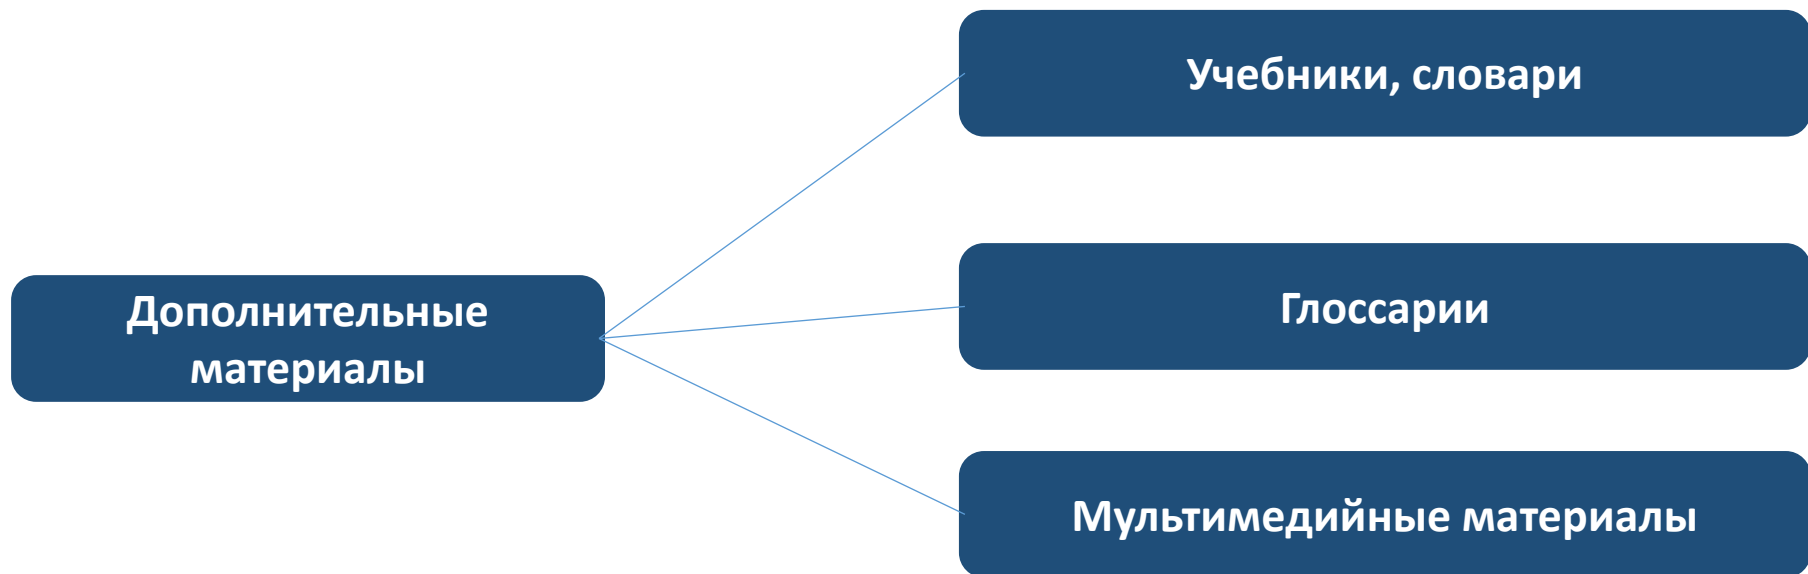 Учебники, словари
Дополнительные
материалы
Глоссарии
Мультимедийные материалы